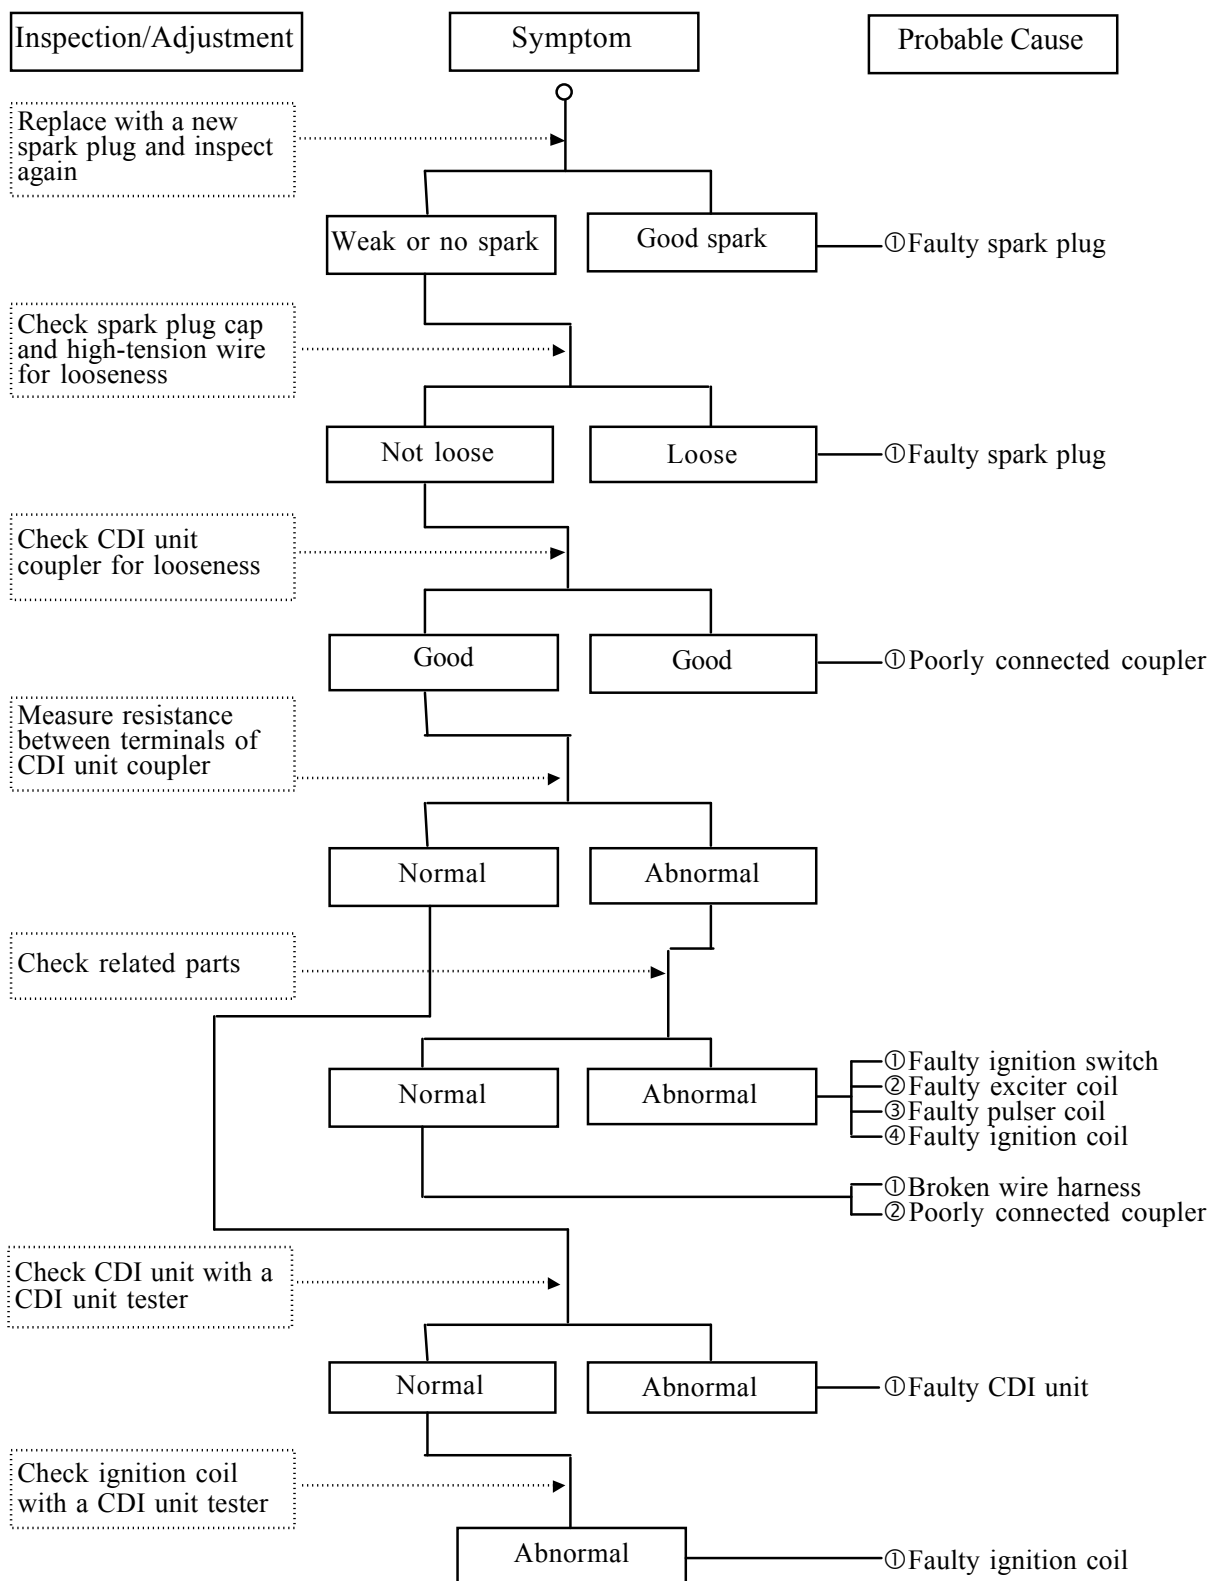 Inspection/Adjustment
Symptom
Probable Cause
Replace with a new
spark plug and inspect
again
Weak or no spark
Good spark
①Faulty spark plug
Check spark plug cap
and high-tension wire
for looseness
Not loose
Loose
①Faulty spark plug
Check CDI unit
coupler for looseness
Good
Good
①Poorly connected coupler
Measure resistance
between terminals of
CDI unit coupler
Normal
Abnormal
Check related parts
Normal
Abnormal
①Faulty ignition switch
②Faulty exciter coil
③Faulty pulser coil
④Faulty ignition coil
①Broken wire harness
②Poorly connected coupler
Check CDI unit with a
CDI unit tester
Normal
Abnormal
①Faulty CDI unit
Check ignition coil
with a CDI unit tester
Abnormal
①Faulty ignition coil